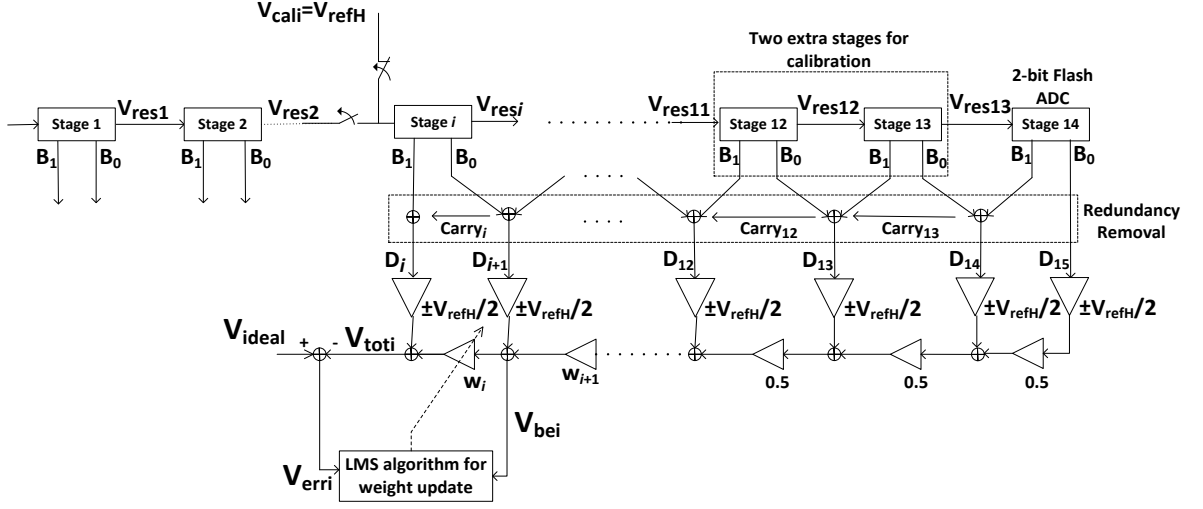 Vcali=VrefH
Two extra stages for
calibration
2-bit Flash
ADC
Stage 1
Vres1
Stage 2
Vres2
Stage i
Vresi
Vres11
Stage 12
Vres12
Stage 13
Vres13
Stage 14
B1
B0
B1
B0
B1
B0
B1
B0
B1
B0
B1
B0
Carryi
Carry12
Carry13
Redundancy
Removal
Di
Di+1
D12
D13
D14
D15
±VrefH/2
±VrefH/2
±VrefH/2
±VrefH/2
±VrefH/2
±VrefH/2
Videal
+
-
Vtoti
wi
wi+1
0.5
0.5
0.5
Vbei
Verri
LMS algorithm for
weight update